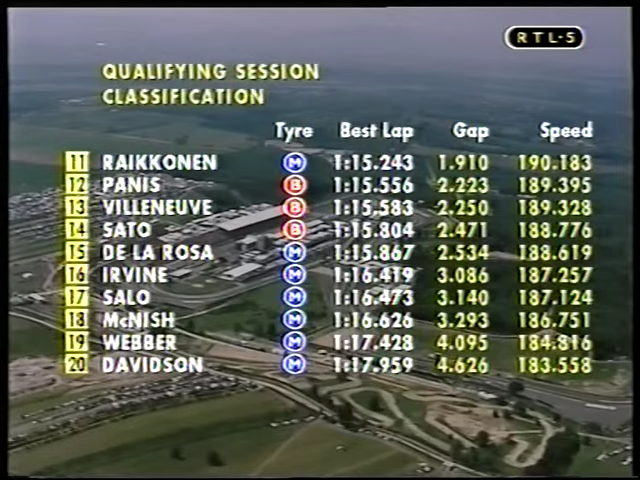 RTL-5
QUALIFYING SESSION
CLASSIFICATION
Tyre Best Lap Gap Speed
11 RAIKKONEN M 1:15.243 1.910 190.183
12 PANIS B 1:15.556 2.223 189.395
13 VILLENEUVE B 1:15.583 2.250 189.328
14 SATO B 1:15.804 2.471 188.776
15 DE LA ROSA M 1:15.867 2.534 188.619
16 IRVINE M 1:16.419 3.086 187.257
17 SALO M 1:16.473 3.140 187.124
18 McNISH M 1:16.626 3.293 186.751
19 WEBBER M 1:17.428 4.095 184.816
20 DAVIDSON M 1:17.959 4.626 183.558